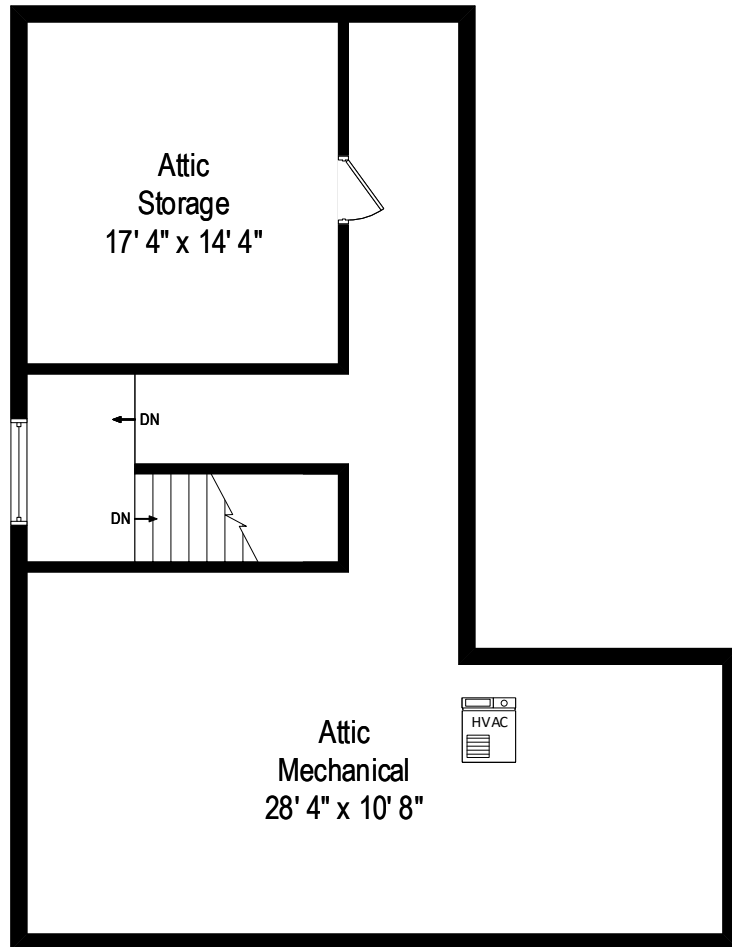 Attic
Storage
17' 4" x 14' 4"
DN
DN
HVAC
Attic
Mechanical
28' 4" x 10' 8"